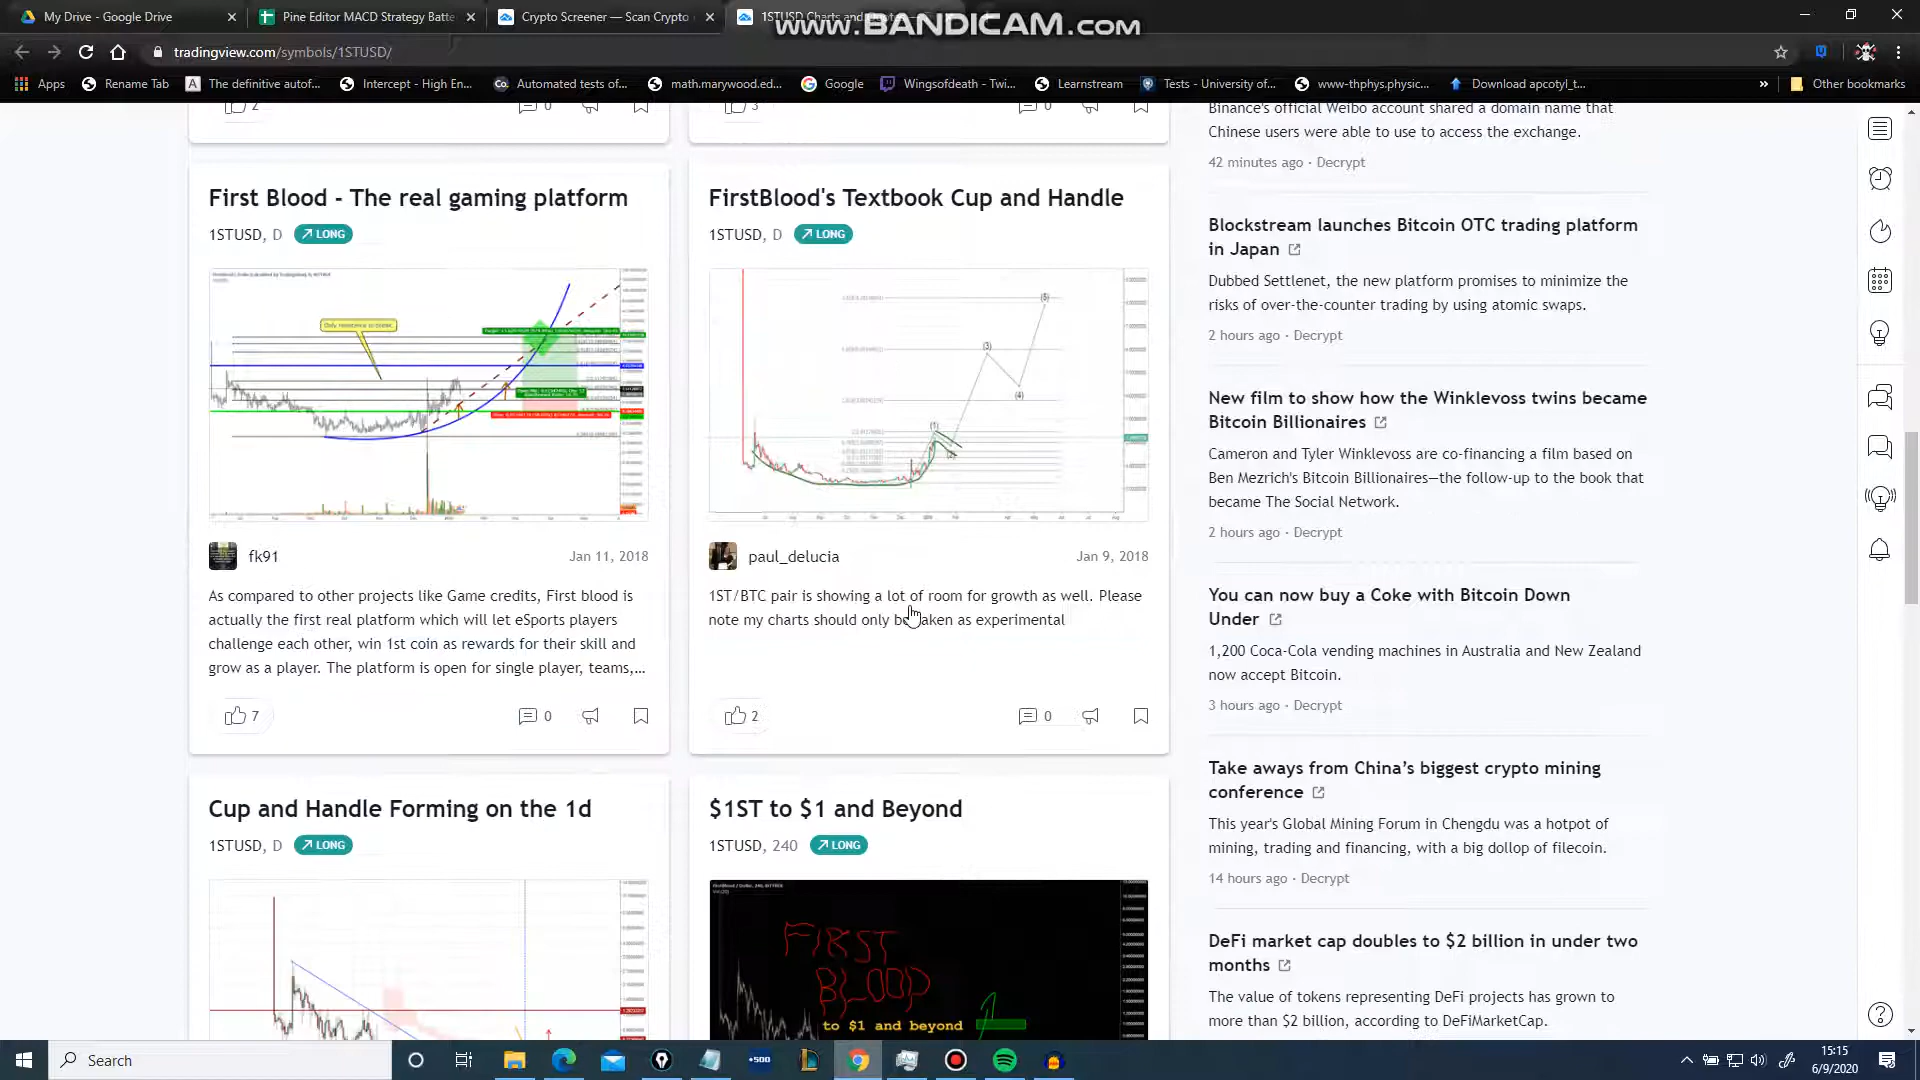 My Drive - Google Drive
Pine Editor MACD Strategy Batte
Crypto Screener — Scan Crypto
1STUSD Charts and Quotes
www.BANDICAM.com
tradingview.com/symbols/1STUSD/
Apps
Rename Tab
The definitive autof...
Intercept - High En...
Automated tests of...
math.marywood.ed...
Google
Wingsofdeath - Twi...
Learnstream
Tests - University of...
www-thphys.physic...
Download apcotyl_t...
»
Other bookmarks
2
0
3
0
First Blood - The real gaming platform
1STUSD, D
LONG
Only resistance to break
fk91
Jan 11, 2018
As compared to other projects like Game credits, First blood is
actually the first real platform which will let eSports players
challenge each other, win 1st coin as rewards for their skill and
grow as a player. The platform is open for single player, teams,...
7
0
FirstBlood's Textbook Cup and Handle
1STUSD, D
LONG
(5)
(3)
(4)
(1)
(2)
paul_delucia
Jan 9, 2018
1ST/BTC pair is showing a lot of room for growth as well. Please
note my charts should only be taken as experimental
2
0
Cup and Handle Forming on the 1d
1STUSD, D
LONG
$1ST to $1 and Beyond
1STUSD, 240
LONG
FIRST
BLOOD
to $1 and beyond
Binance's official Weibo account shared a domain name that
Chinese users were able to use to access the exchange.
42 minutes ago · Decrypt
Blockstream launches Bitcoin OTC trading platform
in Japan
Dubbed Settlenet, the new platform promises to minimize the
risks of over-the-counter trading by using atomic swaps.
2 hours ago · Decrypt
New film to show how the Winklevoss twins became
Bitcoin Billionaires
Cameron and Tyler Winklevoss are co-financing a film based on
Ben Mezrich's Bitcoin Billionaires—the follow-up to the book that
became The Social Network.
2 hours ago · Decrypt
You can now buy a Coke with Bitcoin Down
Under
1,200 Coca-Cola vending machines in Australia and New Zealand
now accept Bitcoin.
3 hours ago · Decrypt
Take aways from China's biggest crypto mining
conference
This year's Global Mining Forum in Chengdu was a hotpot of
mining, trading and financing, with a big dollop of filecoin.
14 hours ago · Decrypt
DeFi market cap doubles to $2 billion in under two
months
The value of tokens representing DeFi projects has grown to
more than $2 billion, according to DeFiMarketCap.
Search
+500
15:15
6/9/2020